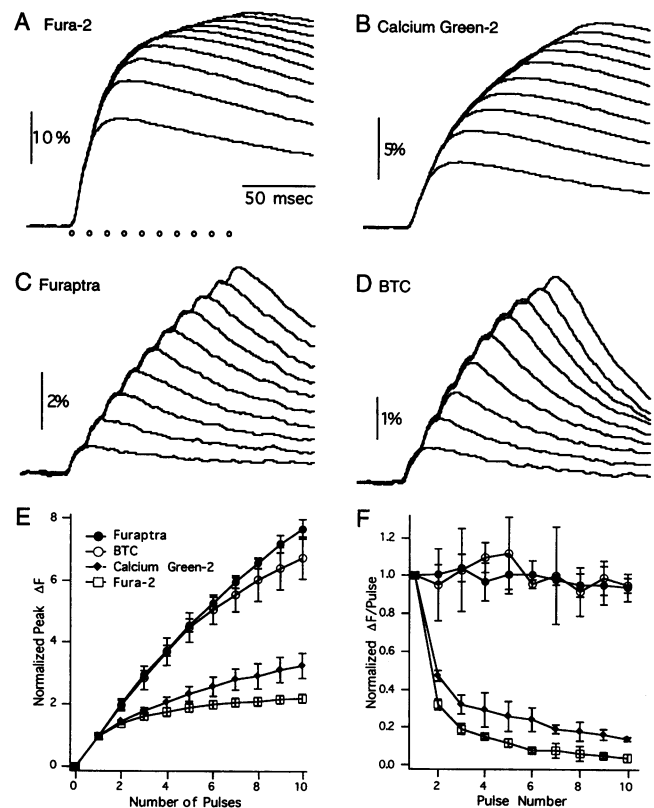 A Fura-2
B Calcium Green-2
10%
5%
50 msec
C Furaptra
D BTC
2%
1%
E
F
8
6
4
2
0
Normalized Peak ΔF
Furaptra
BTC
Calcium Green-2
Fura-2
0 2 4 6 8 10
Number of Pulses
1.2
1.0
0.8
0.6
0.4
0.2
0.0
Normalized ΔF/Pulse
2 4 6 8 10
Pulse Number